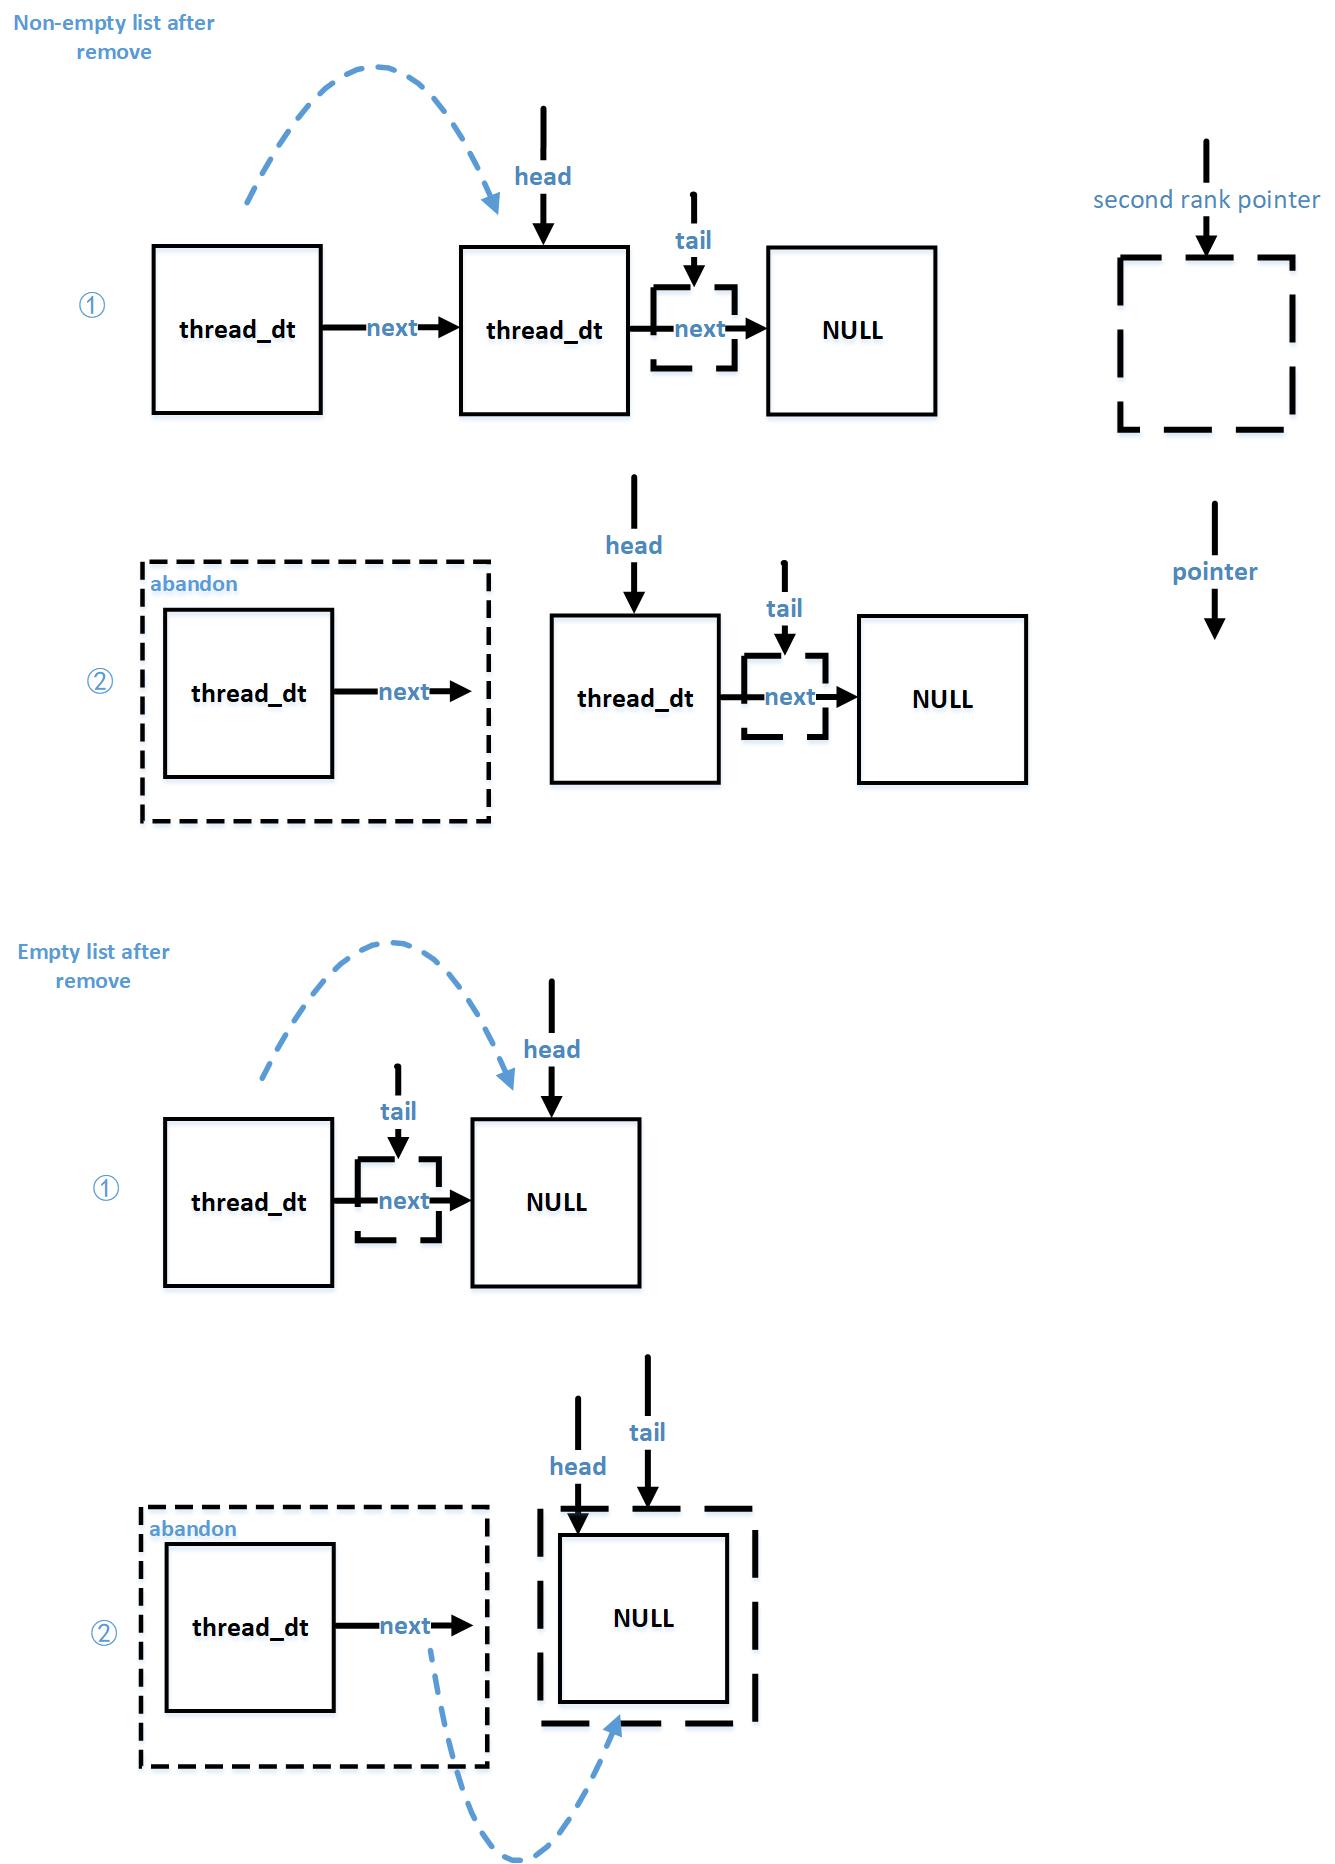 Non-empty list after
remove
head
second rank pointer
tail
①
thread_dt
next
thread_dt
next
NULL
head
pointer
abandon
tail
②
thread_dt
next
thread_dt
next
NULL
Empty list after
remove
head
tail
①
thread_dt
next
NULL
tail
head
abandon
②
thread_dt
next
NULL